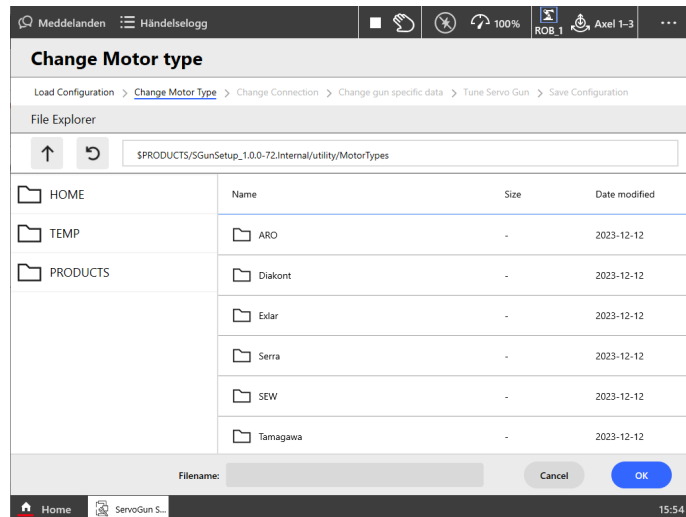 Meddelanden Händelselogg 100% ROB_1 Axel 1–3 ...
Change Motor type
Load Configuration > Change Motor Type > Change Connection > Change gun specific data > Tune Servo Gun > Save Configuration
File Explorer
$PRODUCTS/SGunSetup_1.0.0-72.Internal/utility/MotorTypes
HOME
TEMP
PRODUCTS
Name Size Date modified
ARO - 2023-12-12
Diakont - 2023-12-12
Exlar - 2023-12-12
Serra - 2023-12-12
SEW - 2023-12-12
Tamagawa - 2023-12-12
Filename: Cancel OK
Home ServoGun S... 15:54